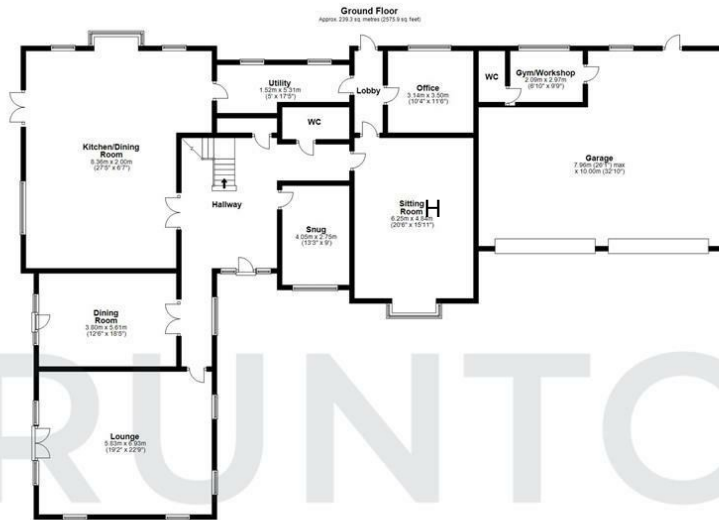 Ground Floor
Approx. 239.3 sq. metres (2575.9 sq. feet)
Utility
1.52m x 5.31m
(5' x 17'5")
Lobby
Office
3.14m x 3.50m
(10'4" x 11'6")
WC
Gym/Workshop
2.09m x 2.97m
(6'10" x 9'9")
WC
Kitchen/Dining
Room
8.36m x 2.00m
(27'5" x 6'7")
Garage
7.96m (26'1") max
x 10.00m (32'10")
Hallway
Sitting
Room
H
6.25m x 4.84m
(20'6" x 15'11")
Snug
4.05m x 2.75m
(13'3" x 9')
Dining
Room
3.80m x 5.61m
(12'6" x 18'5")
Lounge
5.83m x 6.93m
(19'2" x 22'9")
RUNTO